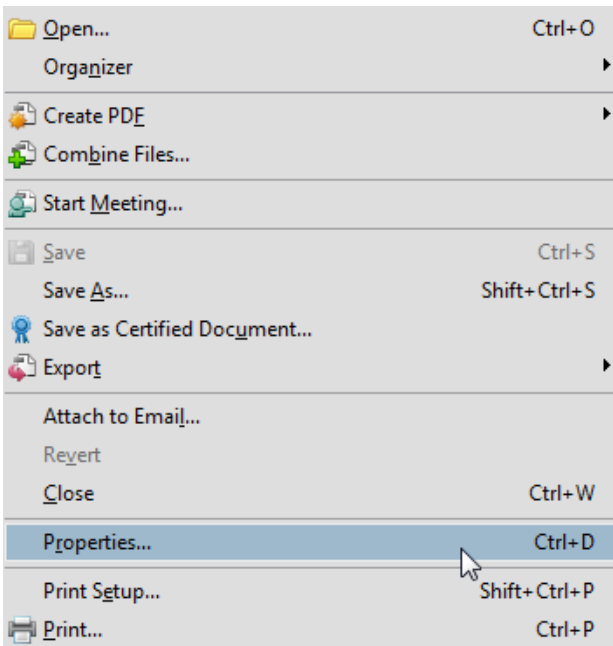 Open... Ctrl+O
Organizer
Create PDF
Combine Files...
Start Meeting...
Save Ctrl+S
Save As... Shift+Ctrl+S
Save as Certified Document...
Export
Attach to Email...
Revert
Close Ctrl+W
Properties... Ctrl+D
Print Setup... Shift+Ctrl+P
Print... Ctrl+P